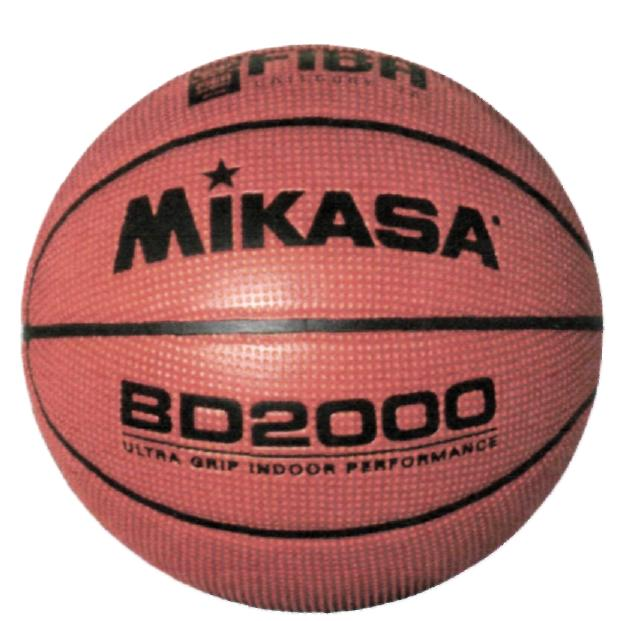 FIBA
MiKASA
BD2000
ULTRA GRIP INDOOR PERFORMANCE